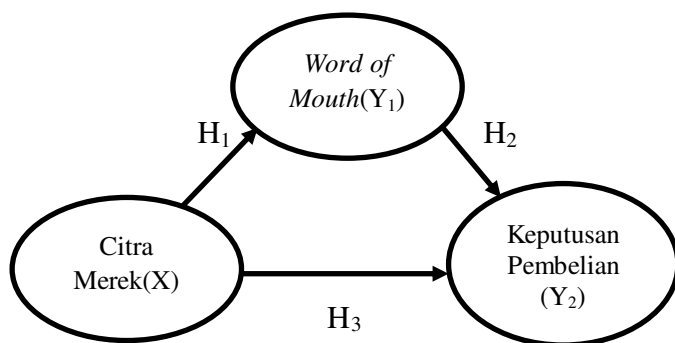 Word of
Mouth(Y₁)
H₁
H₂
Citra
Merek(X)
Keputusan
Pembelian
(Y₂)
H₃